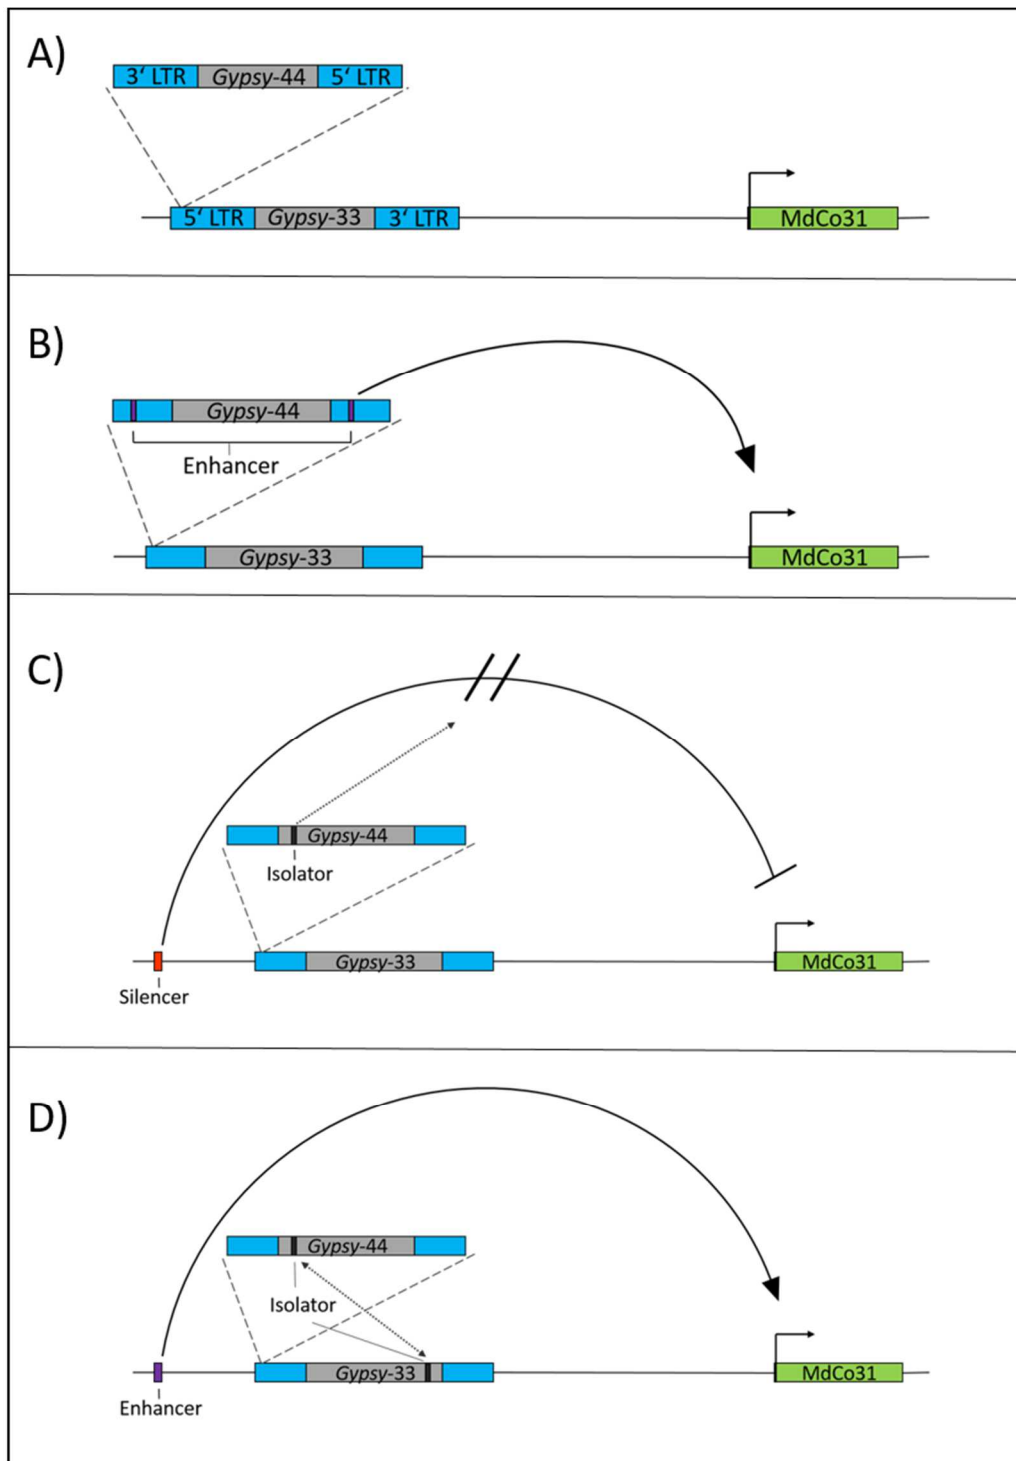 A)
3‘ LTR Gypsy-44 5‘ LTR
5‘ LTR Gypsy-33 3‘ LTR MdCo31
B)
Gypsy-44
Enhancer
Gypsy-33 MdCo31
C)
Gypsy-44
Isolator
Gypsy-33 MdCo31
Silencer
D)
Gypsy-44
Isolator
Gypsy-33 MdCo31
Enhancer